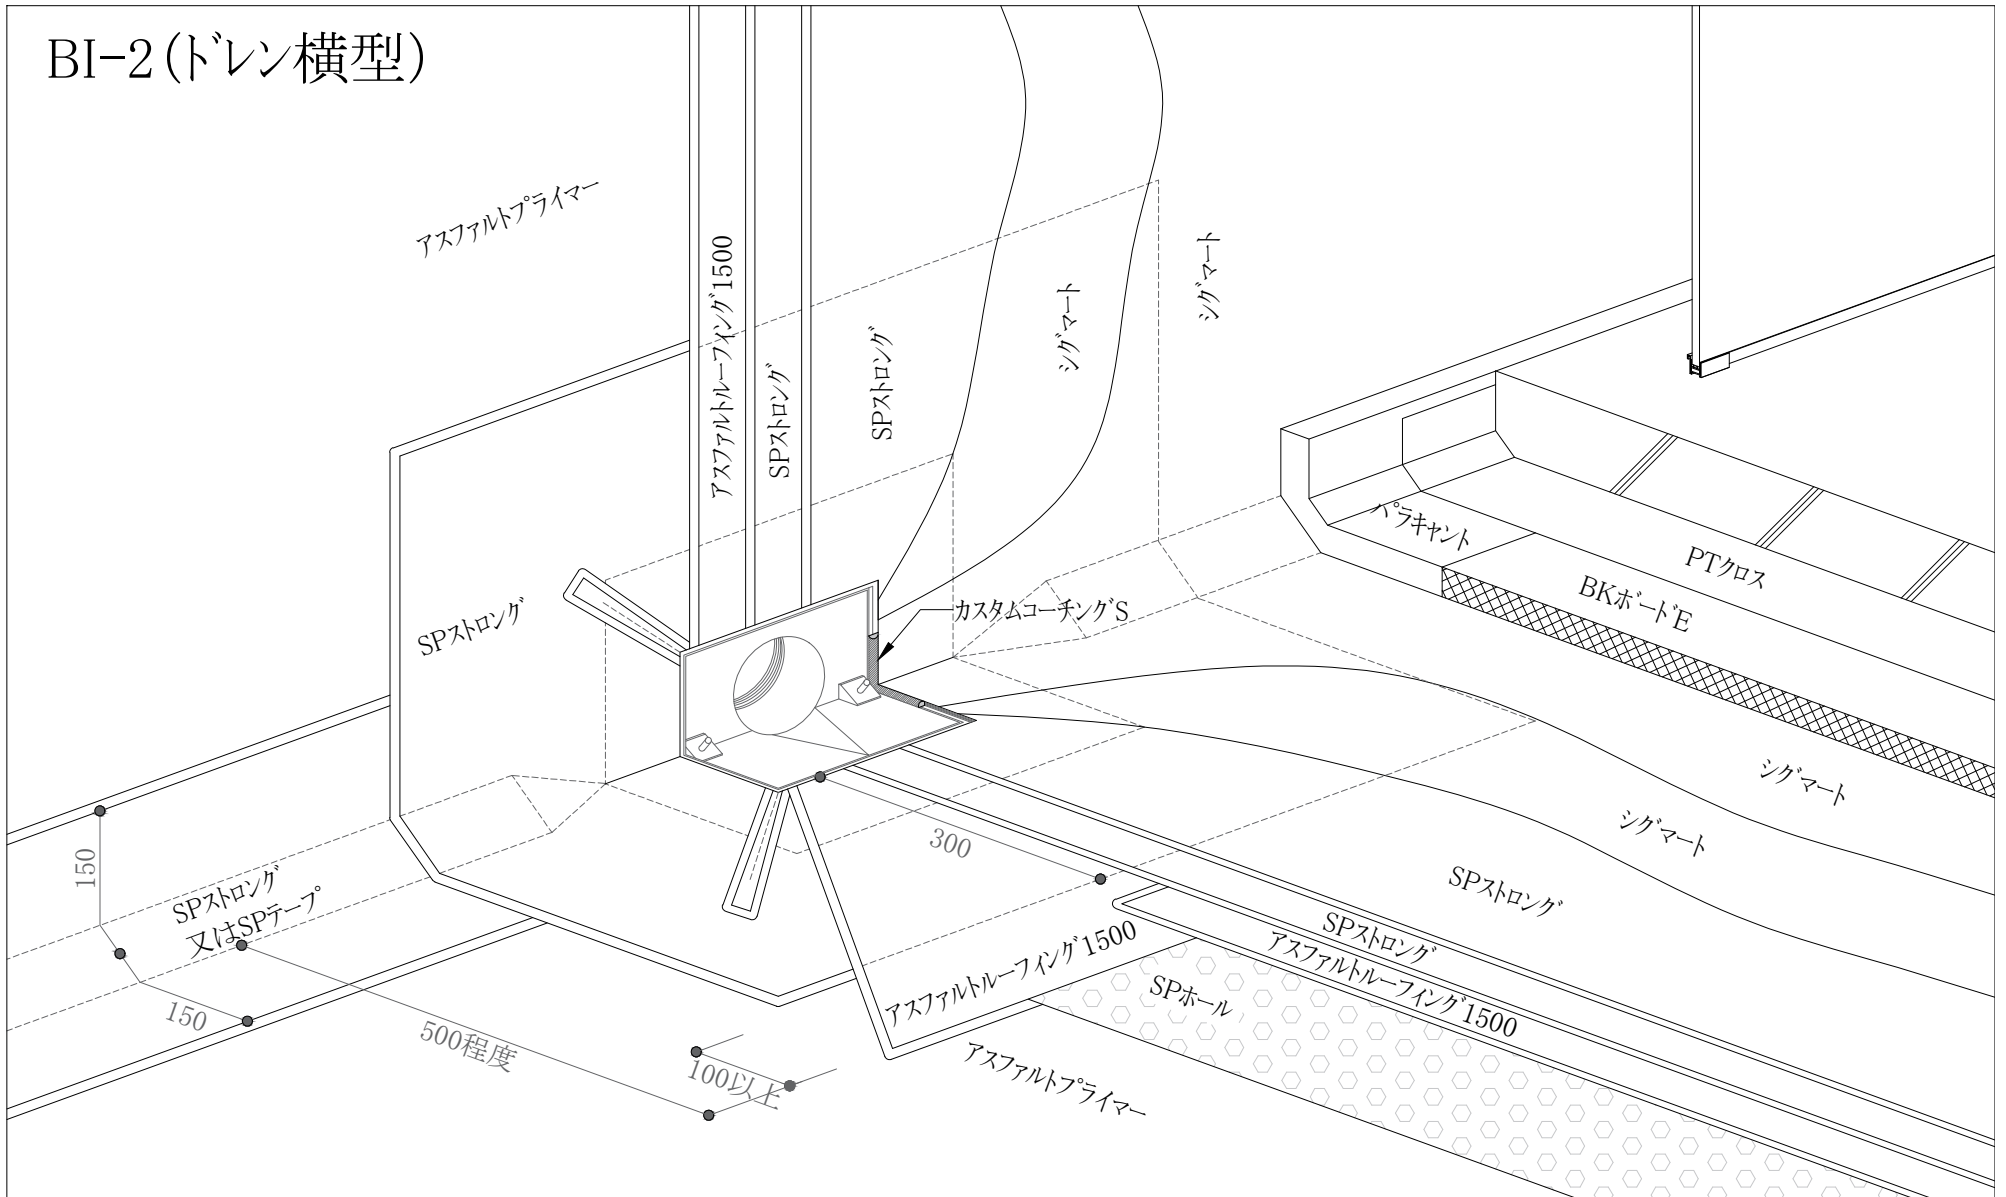 BI-2(ドレン横型)
アスファルトプライマー
アスファルトルーフィング1500
SPストロング
SPストロング
シグマート
シグマート
SPストロング
カスタムコーチングS
パラキャント
BKボードE
PTクロス
シグマート
シグマート
SPストロング
SPストロング
アスファルトルーフィング1500
300
150
SPストロング
又はSPテープ
150
500程度
100以上
アスファルトルーフィング1500
SPホール
アスファルトプライマー